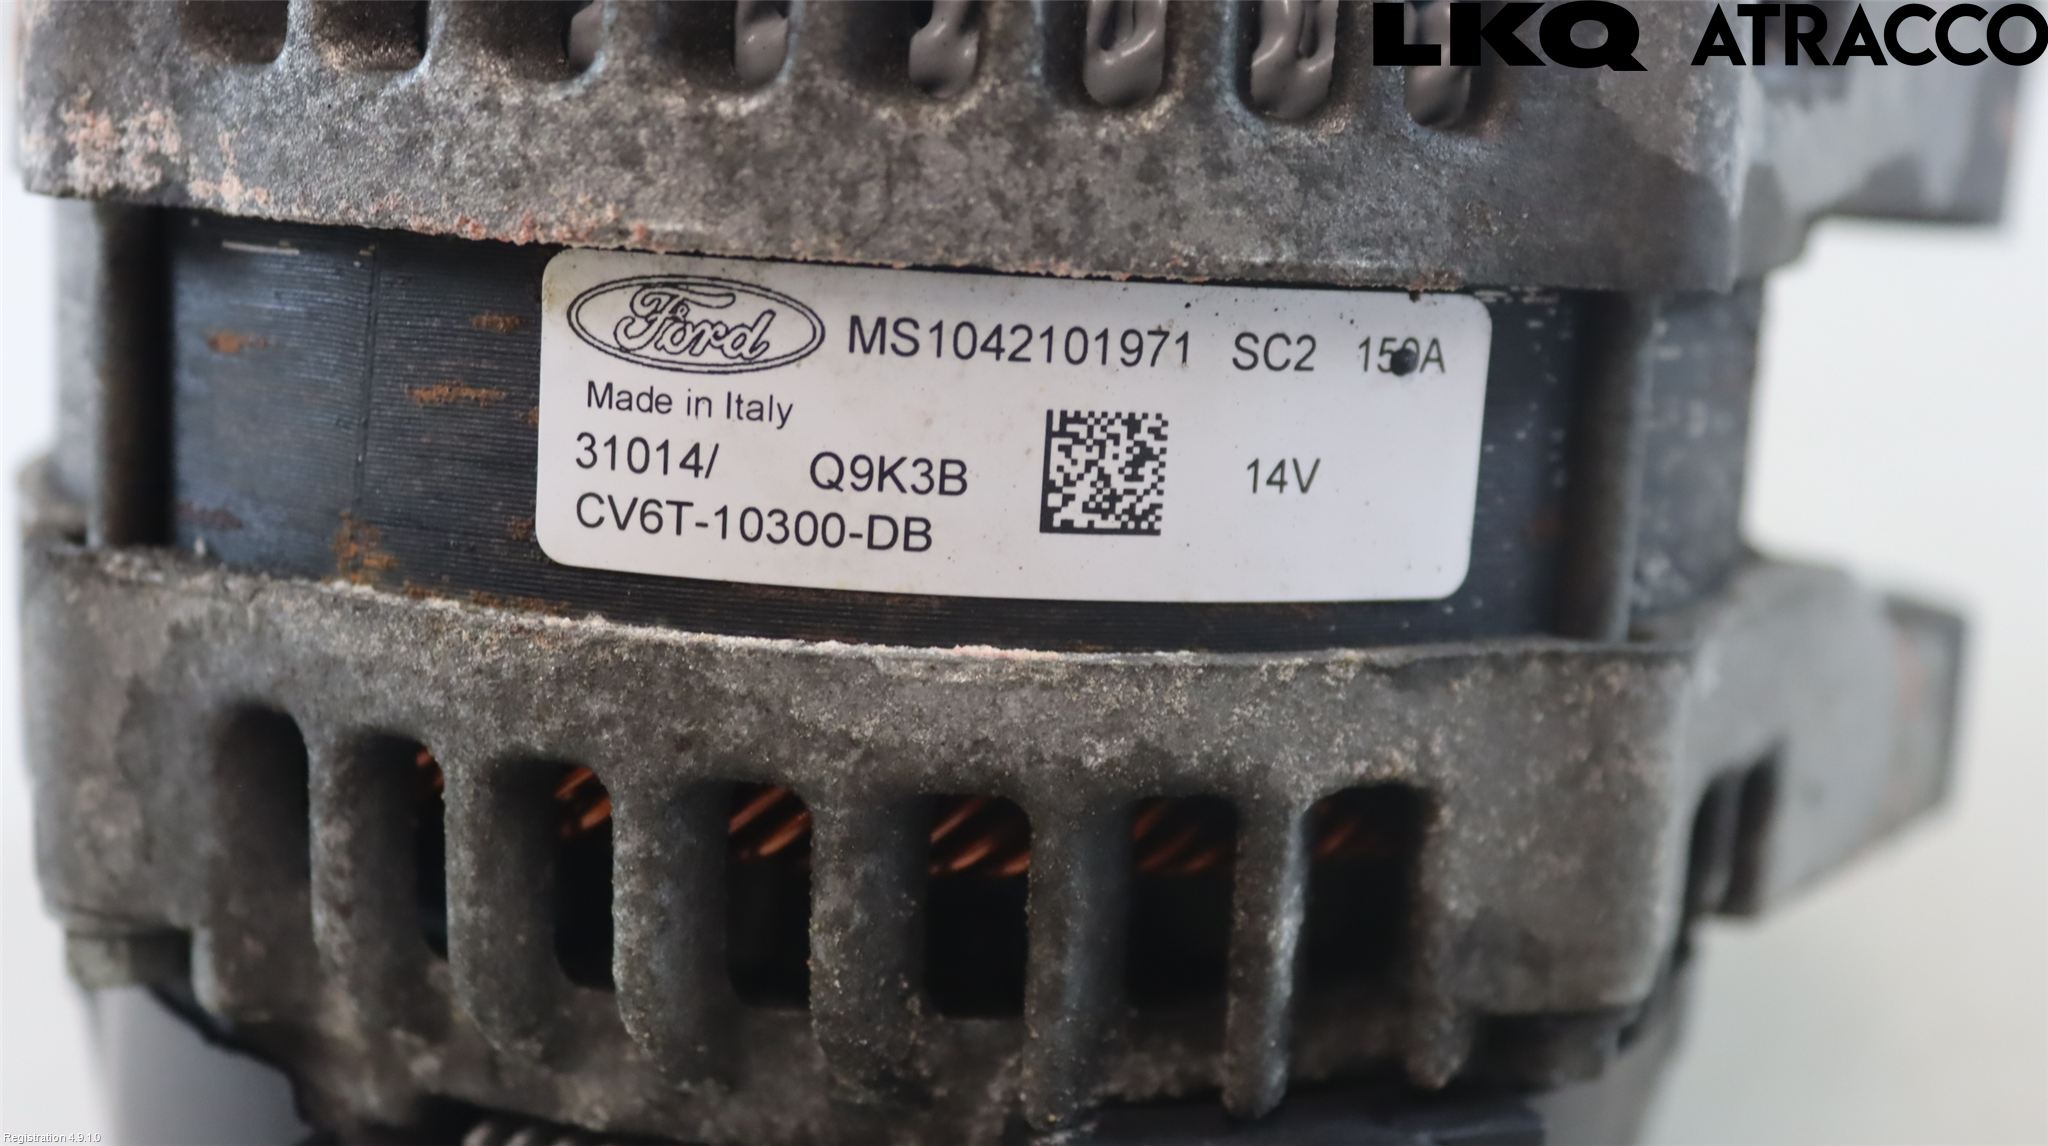 LKQ ATRACCO
Ford MS1042101971 SC2 150A
Made in Italy
31014/ Q9K3B 14V
CV6T-10300-DB
Registration 4.9.1.0